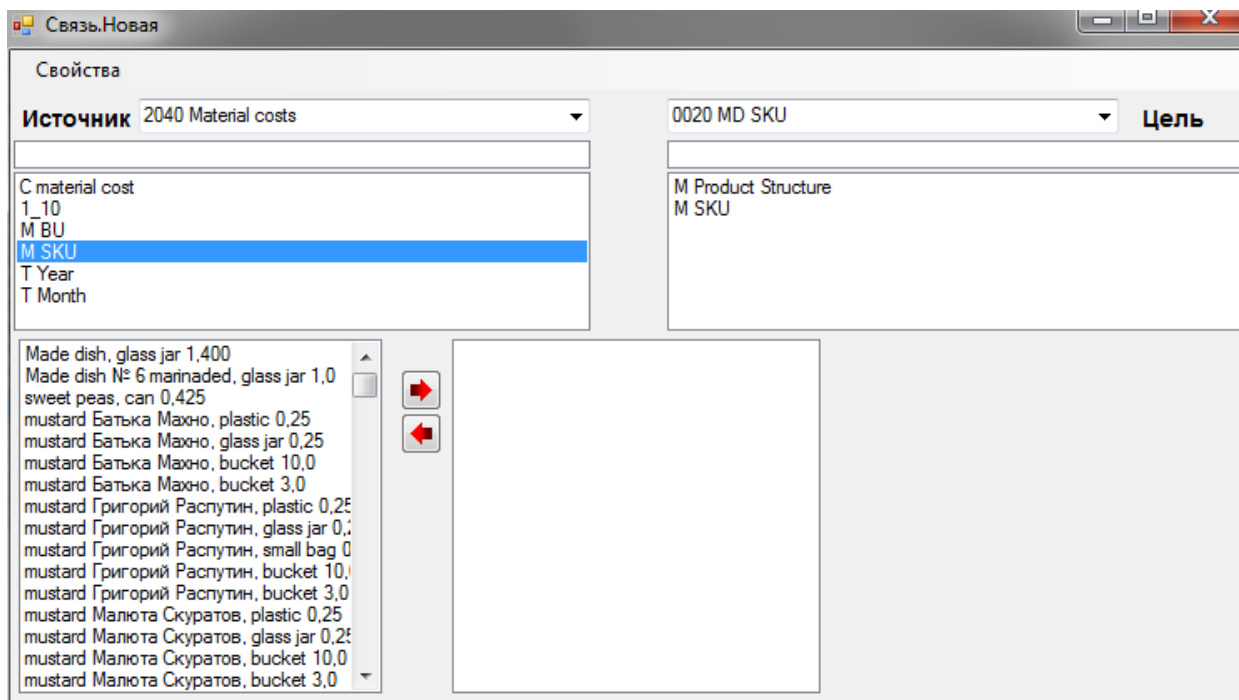 Связь.Новая
Свойства
Источник 2040 Material costs
0020 MD SKU Цель
C material cost
1_10
M BU
M SKU
T Year
T Month
M Product Structure
M SKU
Made dish, glass jar 1,400
Made dish № 6 marinaded, glass jar 1,0
sweet peas, can 0,425
mustard Батька Махно, plastic 0,25
mustard Батька Махно, glass jar 0,25
mustard Батька Махно, bucket 10,0
mustard Батька Махно, bucket 3,0
mustard Григорий Распутин, plastic 0,25
mustard Григорий Распутин, glass jar 0,
mustard Григорий Распутин, small bag 0
mustard Григорий Распутин, bucket 10,
mustard Григорий Распутин, bucket 3,0
mustard Малюта Скуратов, plastic 0,25
mustard Малюта Скуратов, glass jar 0,25
mustard Малюта Скуратов, bucket 10,0
mustard Малюта Скуратов, bucket 3,0